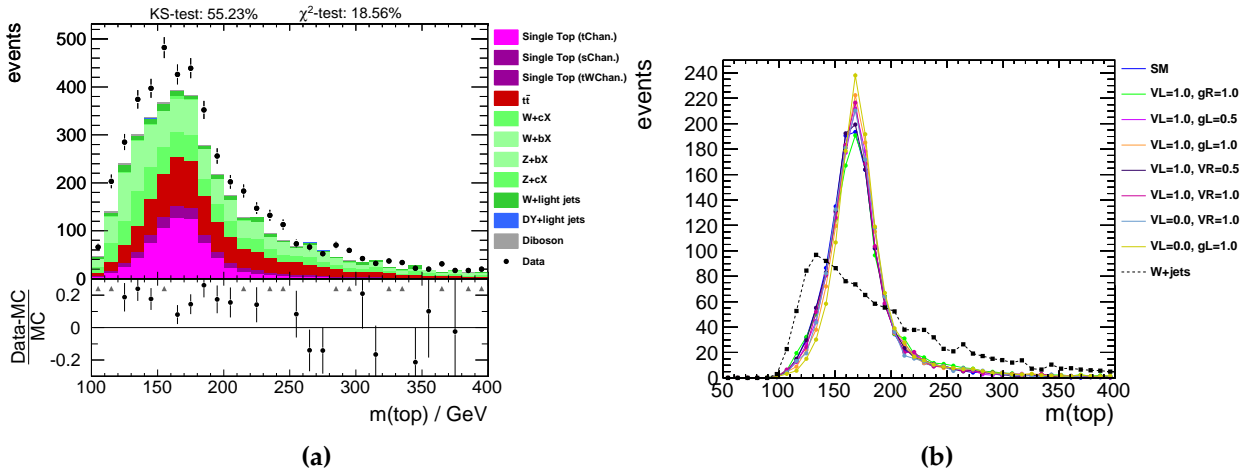 KS-test: 55.23% χ²-test: 18.56%
events
500
400
300
200
100
0
Single Top (tChan.)
Single Top (sChan.)
Single Top (tWChan.)
tt̄
W+cX
W+bX
Z+bX
Z+cX
W+light jets
DY+light jets
Diboson
Data
Data-MC
MC
0.2
0
-0.2
100 150 200 250 300 350 400
m(top) / GeV
(a)
events
240
220
200
180
160
140
120
100
80
60
40
20
0
50 100 150 200 250 300 350 400
m(top)
SM
VL=1.0, gR=1.0
VL=1.0, gL=0.5
VL=1.0, gL=1.0
VL=1.0, VR=0.5
VL=1.0, VR=1.0
VL=0.0, VR=1.0
VL=0.0, gL=1.0
W+jets
(b)